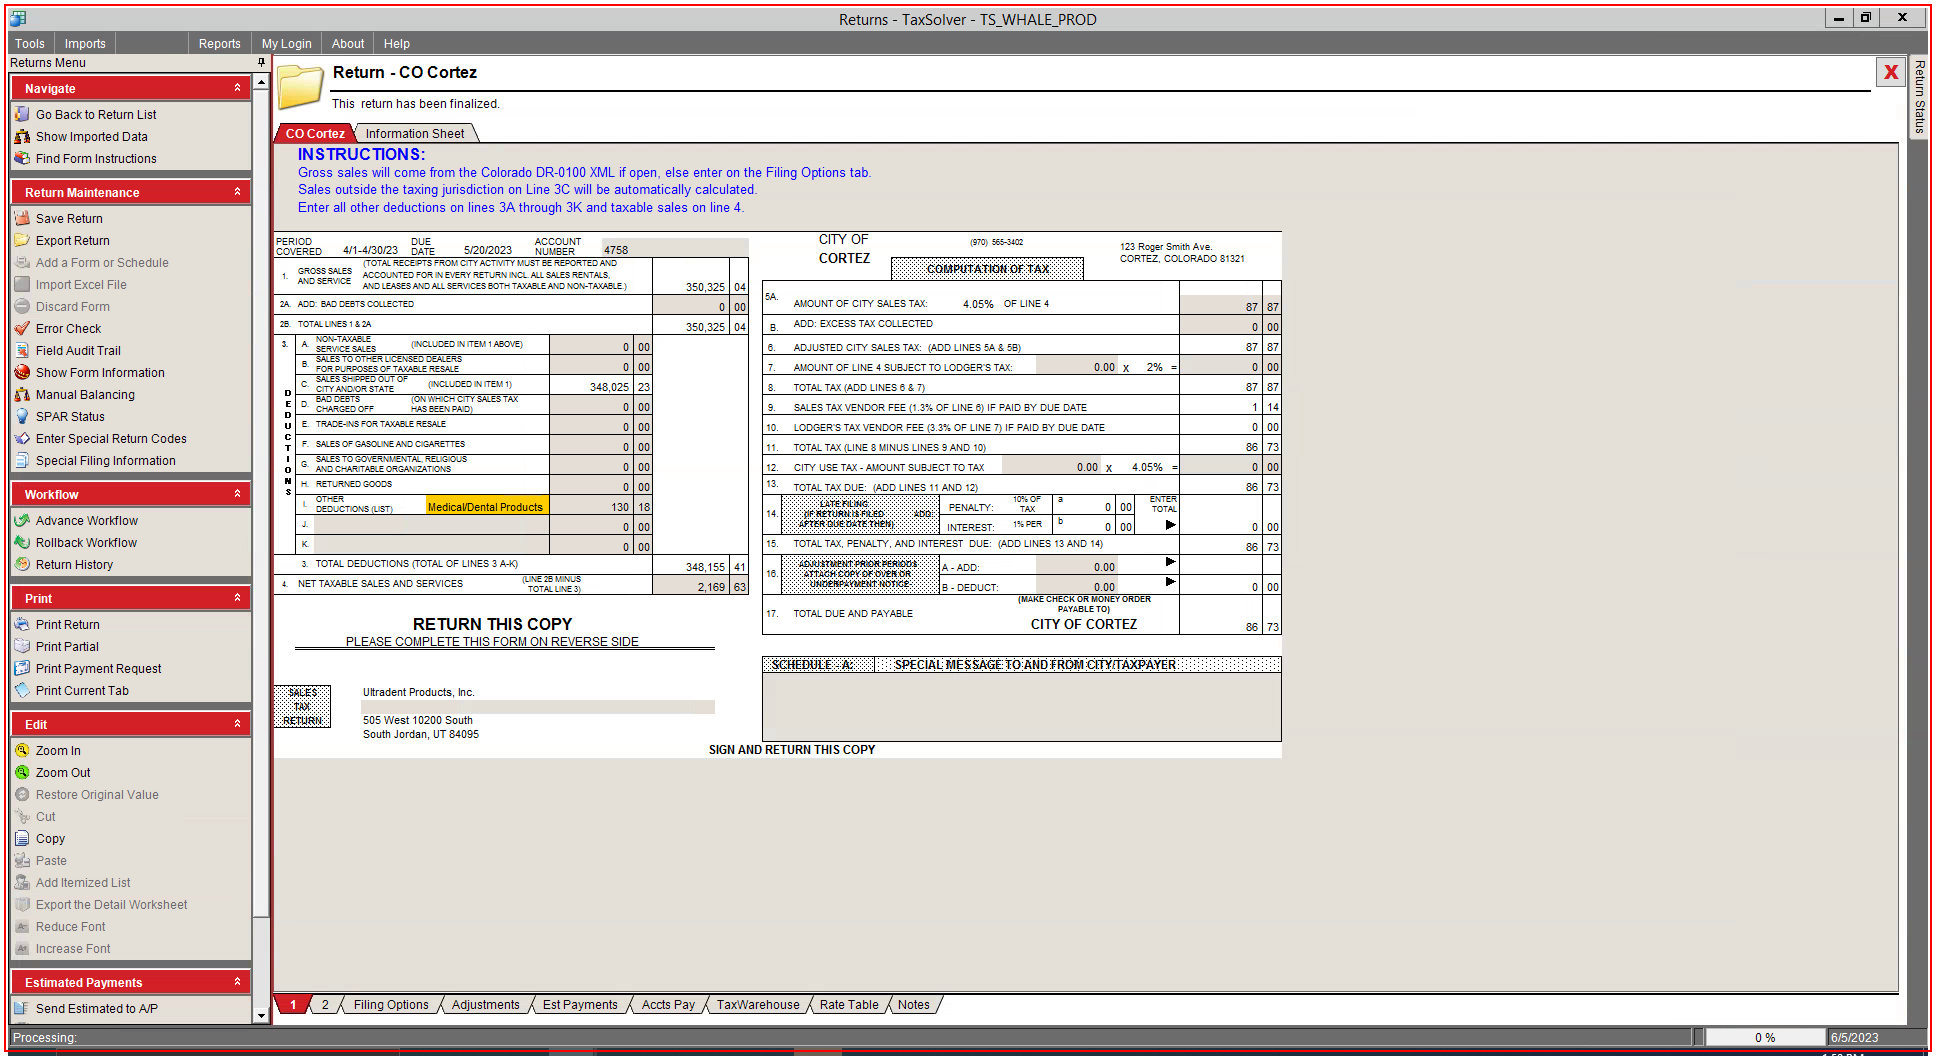 Returns - TaxSolver - TS_WHALE_PROD
Tools Imports Reports My Login About Help
Returns Menu
Navigate
Go Back to Return List
Show Imported Data
Find Form Instructions
Return Maintenance
Save Return
Export Return
Add a Form or Schedule
Import Excel File
Discard Form
Error Check
Field Audit Trail
Show Form Information
Manual Balancing
SPAR Status
Enter Special Return Codes
Special Filing Information
Workflow
Advance Workflow
Rollback Workflow
Return History
Print
Print Return
Print Partial
Print Payment Request
Print Current Tab
Edit
Zoom In
Zoom Out
Restore Original Value
Cut
Copy
Paste
Add Itemized List
Export the Detail Worksheet
Reduce Font
Increase Font
Estimated Payments
Send Estimated to A/P
Return - CO Cortez
X
Return Status
This return has been finalized.
CO Cortez Information Sheet
INSTRUCTIONS:
Gross sales will come from the Colorado DR-0100 XML if open, else enter on the Filing Options tab.
Sales outside the taxing jurisdiction on Line 3C will be automatically calculated.
Enter all other deductions on lines 3A through 3K and taxable sales on line 4.
PERIOD COVERED 4/1-4/30/23 DUE DATE 5/20/2023 ACCOUNT NUMBER 4758
1. GROSS SALES AND SERVICE (TOTAL RECEIPTS FROM CITY ACTIVITY MUST BE REPORTED AND
ACCOUNTED FOR IN EVERY RETURN INCL. ALL SALES RENTALS,
AND LEASES AND ALL SERVICES BOTH TAXABLE AND NON-TAXABLE.) 350,325 04
2A. ADD: BAD DEBTS COLLECTED 0 00
2B. TOTAL LINES 1 & 2A 350,325 04
3. DEDUCTIONS
A. NON-TAXABLE SERVICE SALES (INCLUDED IN ITEM 1 ABOVE) 0 00
B. SALES TO OTHER LICENSED DEALERS FOR PURPOSES OF TAXABLE RESALE 0 00
C. SALES SHIPPED OUT OF CITY AND/OR STATE (INCLUDED IN ITEM 1) 348,025 23
D. BAD DEBTS CHARGED OFF (ON WHICH CITY SALES TAX HAS BEEN PAID) 0 00
E. TRADE-INS FOR TAXABLE RESALE 0 00
F. SALES OF GASOLINE AND CIGARETTES 0 00
G. SALES TO GOVERNMENTAL, RELIGIOUS AND CHARITABLE ORGANIZATIONS 0 00
H. RETURNED GOODS 0 00
I. OTHER DEDUCTIONS (LIST) Medical/Dental Products 130 18
J. 0 00
K. 0 00
3. TOTAL DEDUCTIONS (TOTAL OF LINES 3 A-K) 348,155 41
4. NET TAXABLE SALES AND SERVICES (LINE 2B MINUS TOTAL LINE 3) 2,169 63
RETURN THIS COPY
PLEASE COMPLETE THIS FORM ON REVERSE SIDE
SALES TAX RETURN
Ultradent Products, Inc.
505 West 10200 South
South Jordan, UT 84095
CITY OF CORTEZ
(970) 565-3402
123 Roger Smith Ave.
CORTEZ, COLORADO 81321
COMPUTATION OF TAX
5A. AMOUNT OF CITY SALES TAX: 4.05% OF LINE 4 87 87
B. ADD: EXCESS TAX COLLECTED 0 00
6. ADJUSTED CITY SALES TAX: (ADD LINES 5A & 5B) 87 87
7. AMOUNT OF LINE 4 SUBJECT TO LODGER'S TAX: 0.00 x 2% = 0 00
8. TOTAL TAX (ADD LINES 6 & 7) 87 87
9. SALES TAX VENDOR FEE (1.3% OF LINE 6) IF PAID BY DUE DATE 1 14
10. LODGER'S TAX VENDOR FEE (3.3% OF LINE 7) IF PAID BY DUE DATE 0 00
11. TOTAL TAX (LINE 8 MINUS LINES 9 AND 10) 86 73
12. CITY USE TAX - AMOUNT SUBJECT TO TAX 0.00 x 4.05% = 0 00
13. TOTAL TAX DUE: (ADD LINES 11 AND 12) 86 73
14. LATE FILING (IF RETURN IS FILED AFTER DUE DATE THEN) ADD: PENALTY: 10% OF TAX a 0 00 ENTER TOTAL
INTEREST: 1% PER b 0 00 0 00
15. TOTAL TAX, PENALTY, AND INTEREST DUE: (ADD LINES 13 AND 14) 86 73
16. ADJUSTMENT PRIOR PERIODS ATTACH COPY OF OVER OR UNDERPAYMENT NOTICE A - ADD: 0.00
B - DEDUCT: 0.00 0 00
17. TOTAL DUE AND PAYABLE (MAKE CHECK OR MONEY ORDER PAYABLE TO) CITY OF CORTEZ 86 73
SCHEDULE - A: SPECIAL MESSAGE TO AND FROM CITY/TAXPAYER
SIGN AND RETURN THIS COPY
1 2 Filing Options Adjustments Est Payments Accts Pay TaxWarehouse Rate Table Notes
Processing: 0 % 6/5/2023